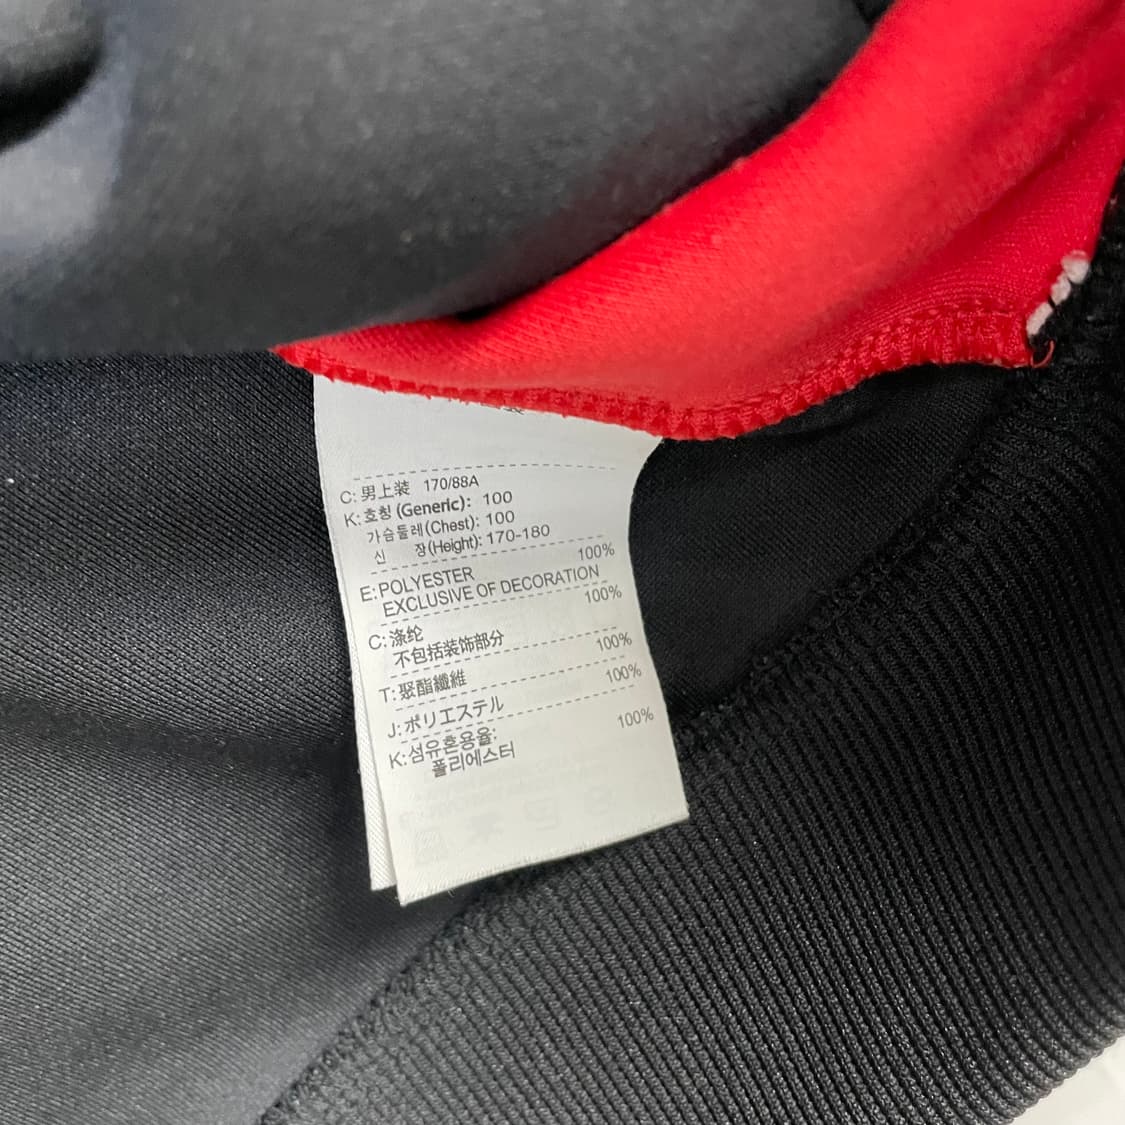 C: 男上装 170/88A
K: 호칭 (Generic): 100
가슴둘레(Chest): 100
신 장(Height): 170-180
E: POLYESTER 100%
EXCLUSIVE OF DECORATION
C: 涤纶 100%
不包括装饰部分
T: 聚酯纖維 100%
J: ポリエステル 100%
K: 섬유혼용율:
폴리에스터 100%